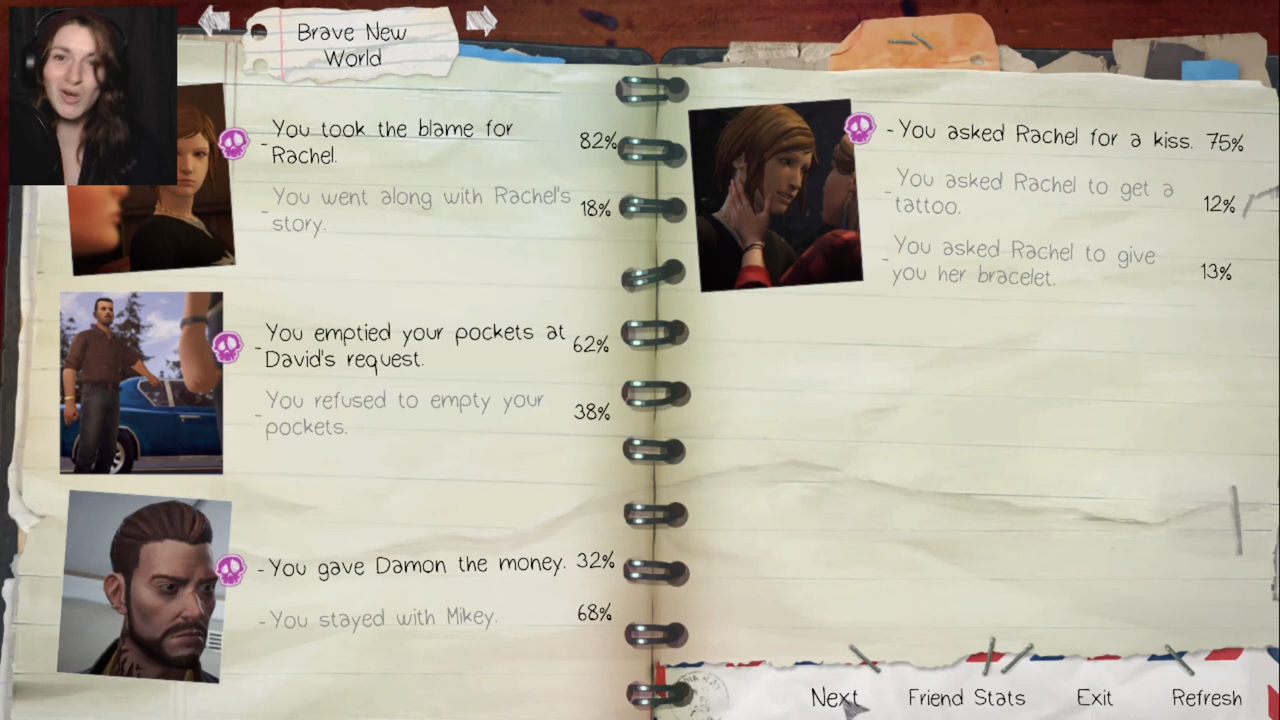 Brave New
World
You took the blame for
- Rachel. 82%
You went along with Rachel's
- story. 18%
You emptied your pockets at
- David's request. 62%
You refused to empty your
- pockets. 38%
- You gave Damon the money. 32%
- You stayed with Mikey. 68%
- You asked Rachel for a kiss. 75%
You asked Rachel to get a
- tattoo. 12%
You asked Rachel to give
- you her bracelet. 13%
Next Friend Stats Exit Refresh